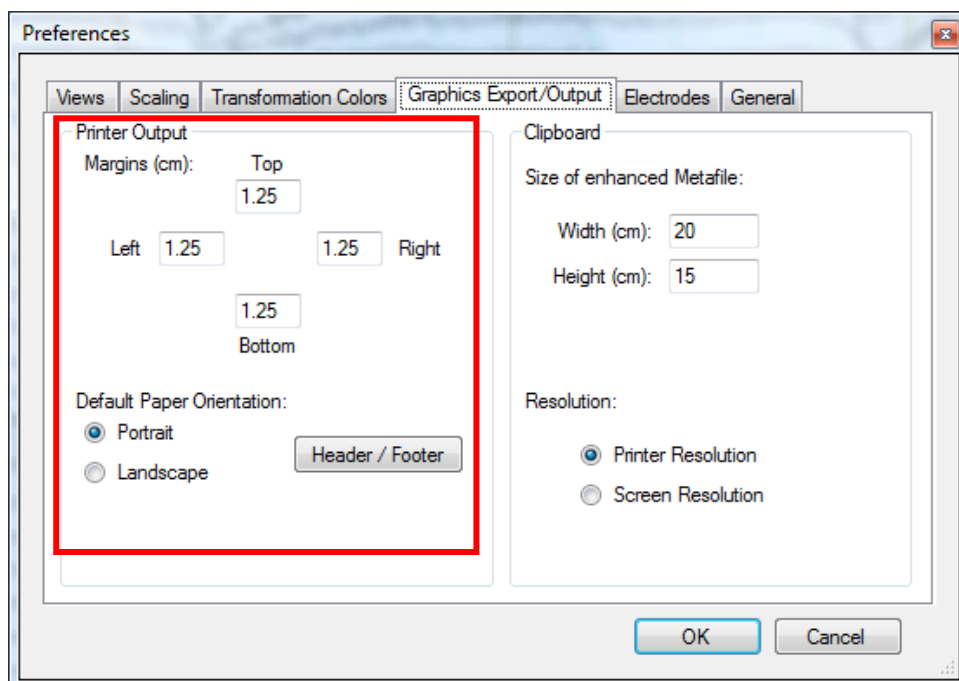 Preferences
Views Scaling Transformation Colors Graphics Export/Output Electrodes General
Printer Output
Margins (cm): Top
1.25
Left 1.25 1.25 Right
1.25
Bottom
Default Paper Orientation:
Portrait
Landscape
Header / Footer
Clipboard
Size of enhanced Metafile:
Width (cm): 20
Height (cm): 15
Resolution:
Printer Resolution
Screen Resolution
OK Cancel